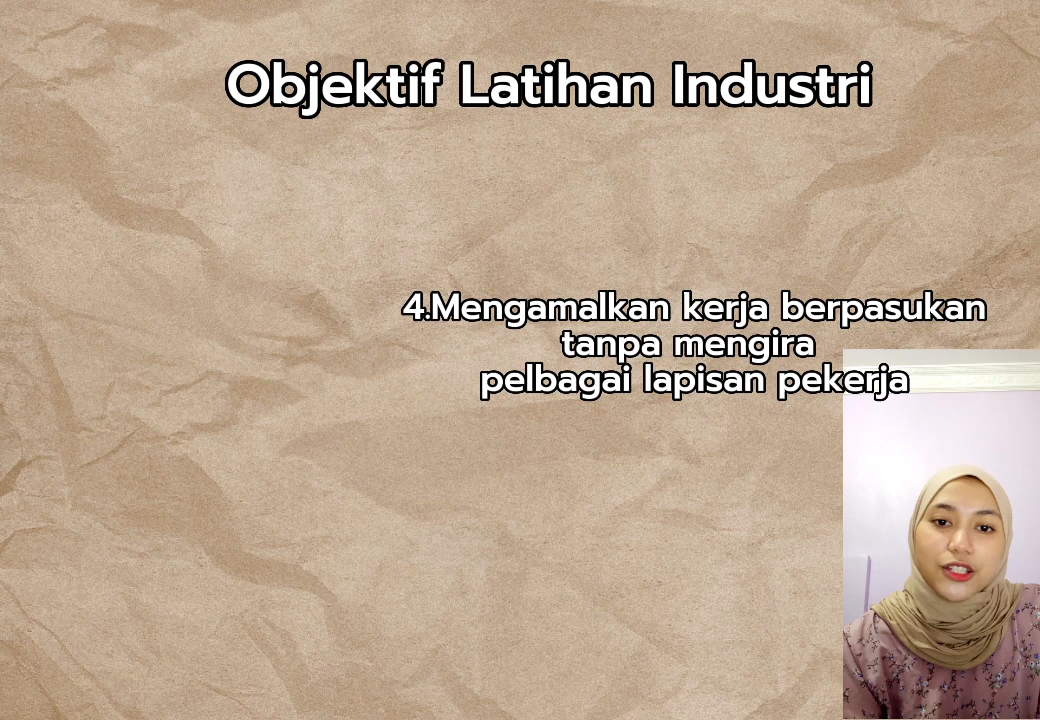 Objektif Latihan Industri
4.Mengamalkan kerja berpasukan
tanpa mengira
pelbagai lapisan pekerja